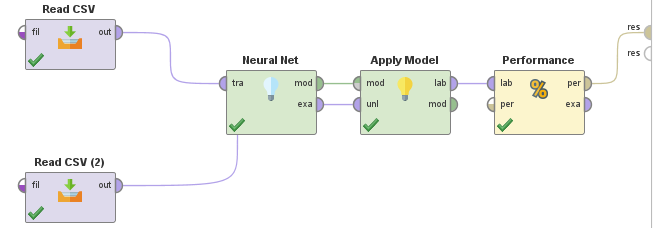 Read CSV
fil out
Neural Net
tra mod
exa
Apply Model
mod lab
unl mod
Performance
lab per
per exa
res
res
Read CSV (2)
fil out